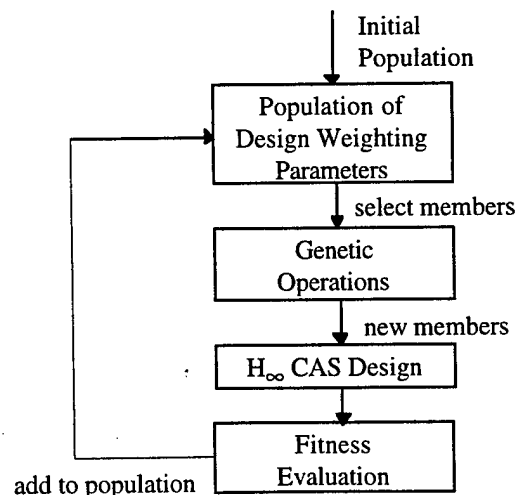 Initial
Population
Population of
Design Weighting
Parameters
select members
Genetic
Operations
new members
H∞ CAS Design
Fitness
Evaluation
add to population